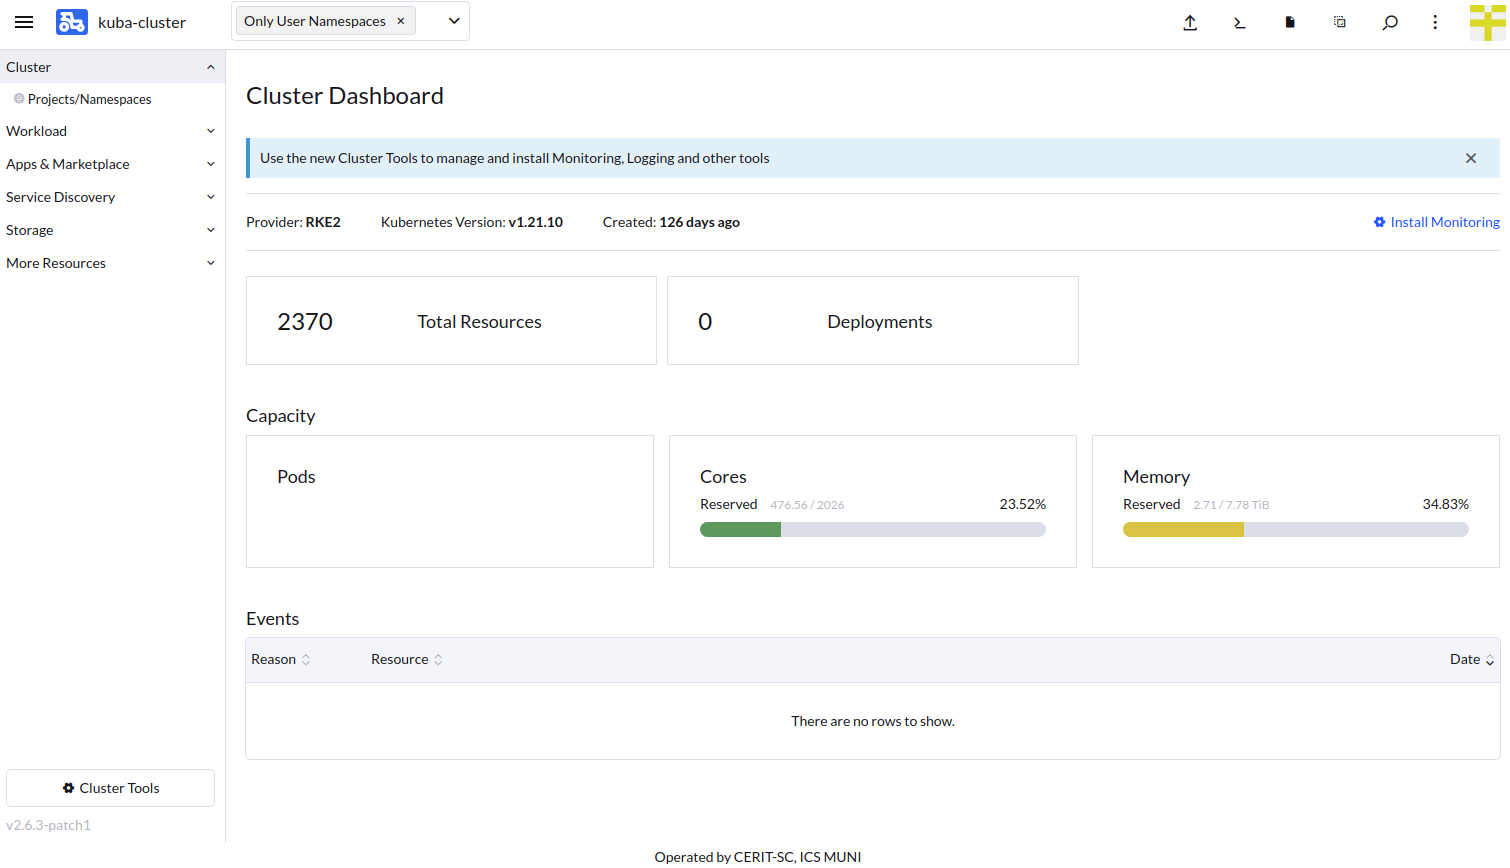 kuba-cluster
Only User Namespaces ×
Cluster
Projects/Namespaces
Workload
Apps & Marketplace
Service Discovery
Storage
More Resources
Cluster Tools
v2.6.3-patch1
Cluster Dashboard
Use the new Cluster Tools to manage and install Monitoring, Logging and other tools
Provider: RKE2 Kubernetes Version: v1.21.10 Created: 126 days ago Install Monitoring
2370 Total Resources
0 Deployments
Capacity
Pods
Cores
Reserved 476.56 / 2026 23.52%
Memory
Reserved 2.71 / 7.78 TiB 34.83%
Events
Reason Resource Date
There are no rows to show.
Operated by CERIT-SC, ICS MUNI